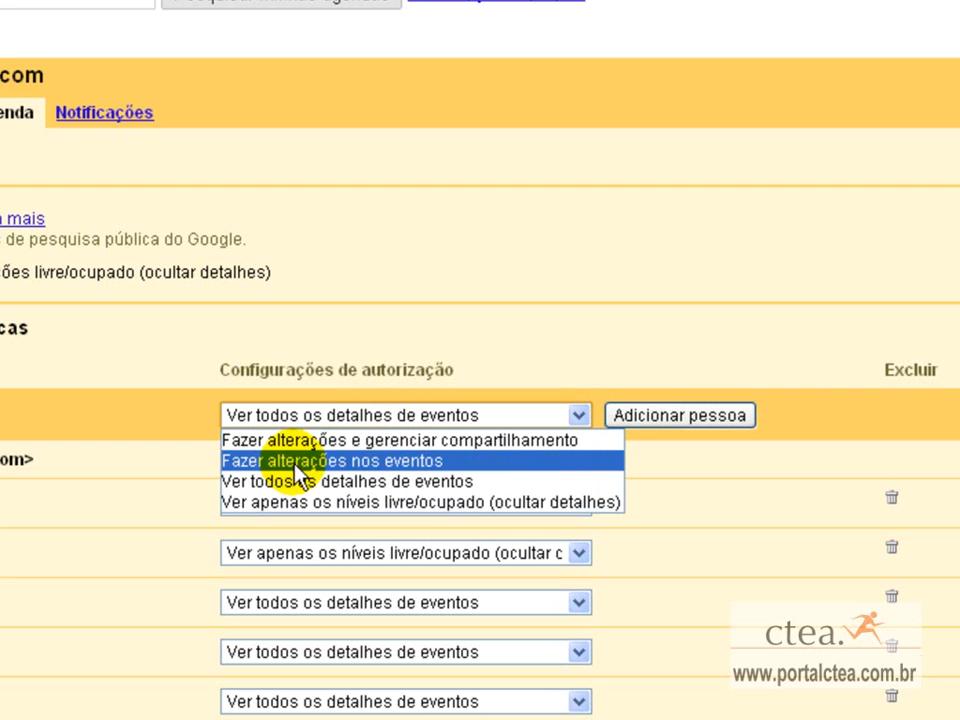 .com
enda Notificações
mais
de pesquisa pública do Google.
ões livre/ocupado (ocultar detalhes)
cas
Configurações de autorização Excluir
Ver todos os detalhes de eventos Adicionar pessoa
Fazer alterações e gerenciar compartilhamento
om> Fazer alterações nos eventos
Ver todos os detalhes de eventos
Ver apenas os níveis livre/ocupado (ocultar detalhes)
Ver apenas os níveis livre/ocupado (ocultar c
Ver todos os detalhes de eventos
Ver todos os detalhes de eventos
Ver todos os detalhes de eventos
ctea.
www.portalctea.com.br